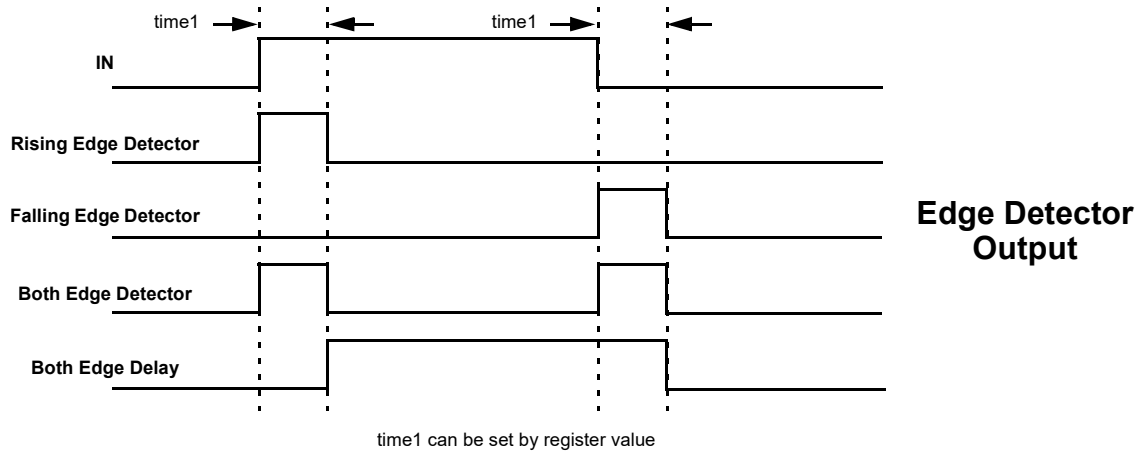 time1
time1
IN
Rising Edge Detector
Falling Edge Detector
Edge Detector
Output
Both Edge Detector
Both Edge Delay
time1 can be set by register value